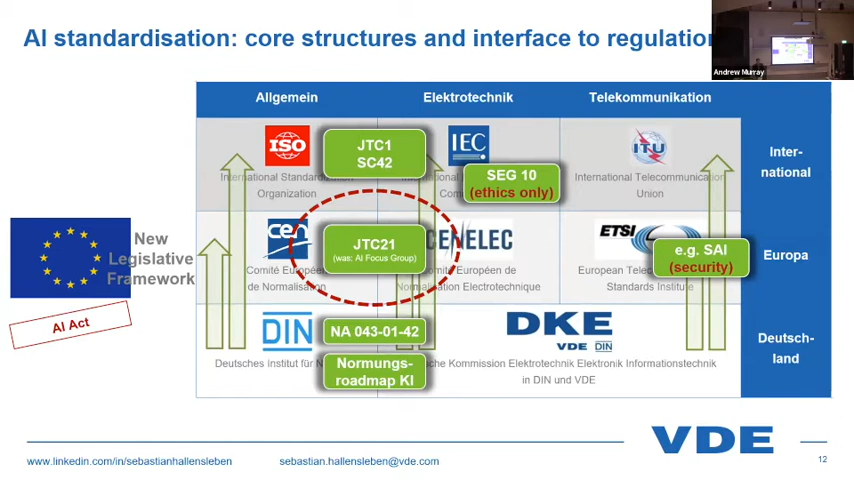 AI standardisation: core structures and interface to regulation
Andrew Murray
Allgemein
Elektrotechnik
Telekommunikation
ISO
JTC1
SC42
IEC
SEG 10
(ethics only)
ITU
International Standardization
Organization
International Telecommunication
Union
Inter-
national
New
Legislative
Framework
AI Act
cen
JTC21
(was: AI Focus Group)
CENELEC
ETSI
e.g. SAI
(security)
Comité Européen
de Normalisation
Comité Européen de
Normalisation Electrotechnique
European
Standards Institute
Europa
DIN
NA 043-01-42
DKE
VDE DIN
Normungs-
roadmap KI
Deutsches institut für
Kommission Elektrotechnik Elektronik Informationstechnik
in DIN und VDE
Deutsch-
land
VDE
www.linkedin.com/in/sebastianhallensleben
sebastian.hallensleben@vde.com
12